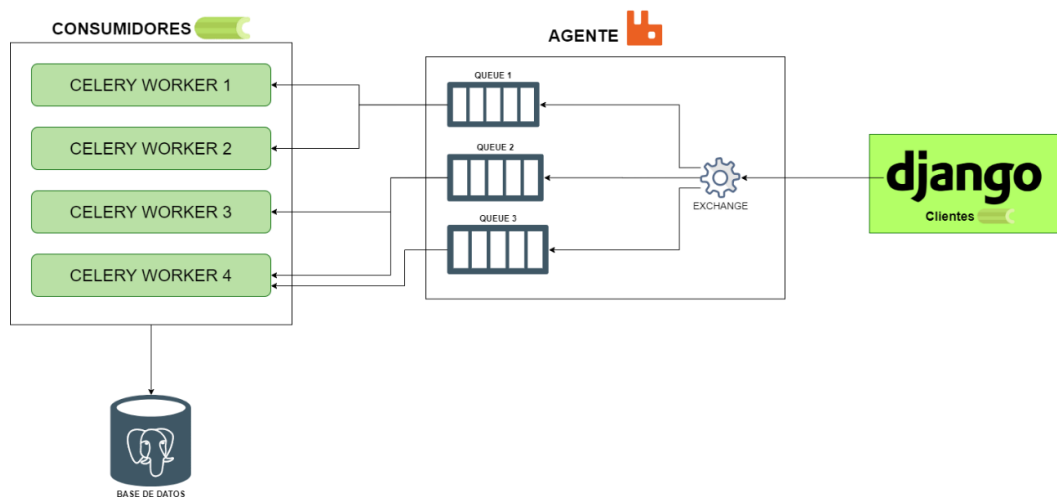 CONSUMIDORES
CELERY WORKER 1
CELERY WORKER 2
CELERY WORKER 3
CELERY WORKER 4
BASE DE DATOS
AGENTE
QUEUE 1
QUEUE 2
QUEUE 3
EXCHANGE
django
Clientes